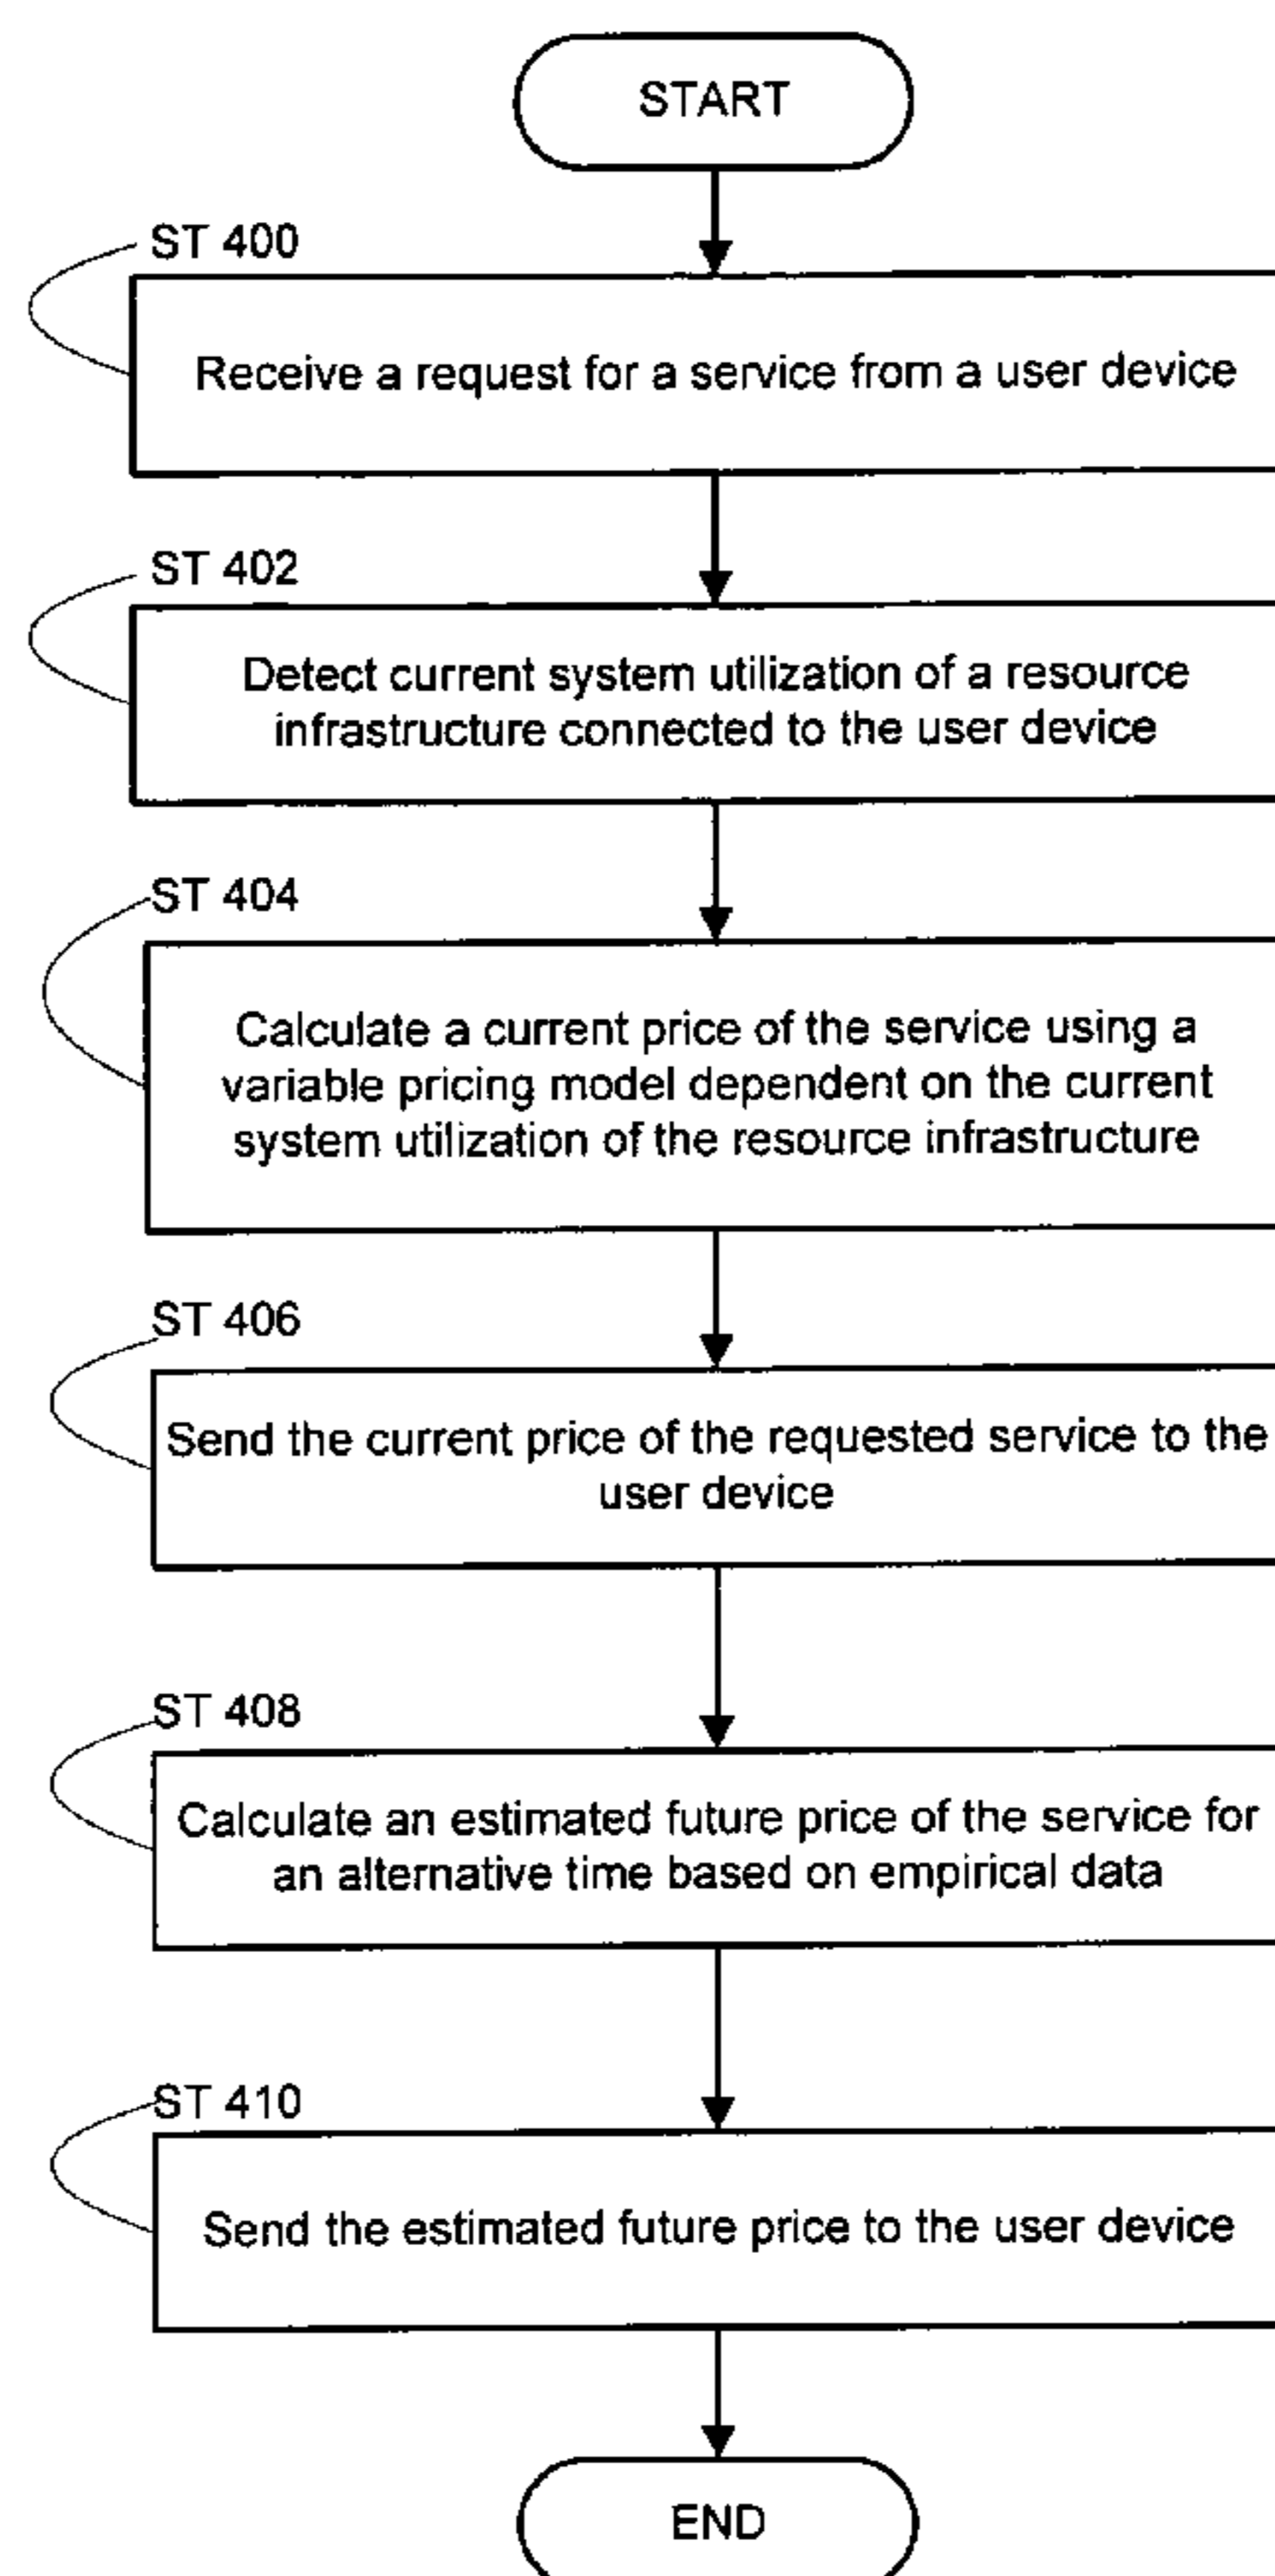 START
ST 400
Receive a request for a service from a user device
ST 402
Detect current system utilization of a resource
infrastructure connected to the user device
ST 404
Calculate a current price of the service using a
variable pricing model dependent on the current
system utilization of the resource infrastructure
ST 406
Send the current price of the requested service to the
user device
ST 408
Calculate an estimated future price of the service for
an alternative time based on empirical data
ST 410
Send the estimated future price to the user device
END